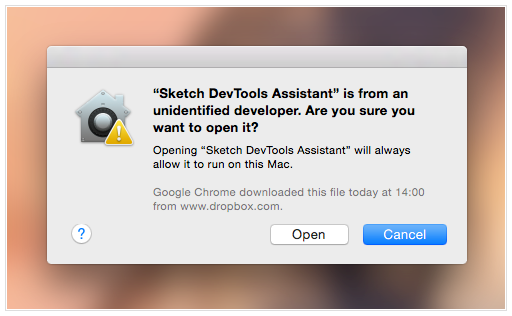 “Sketch DevTools Assistant” is from an
unidentified developer. Are you sure you
want to open it?
Opening “Sketch DevTools Assistant” will always
allow it to run on this Mac.
Google Chrome downloaded this file today at 14:00
from www.dropbox.com.
?
Open
Cancel